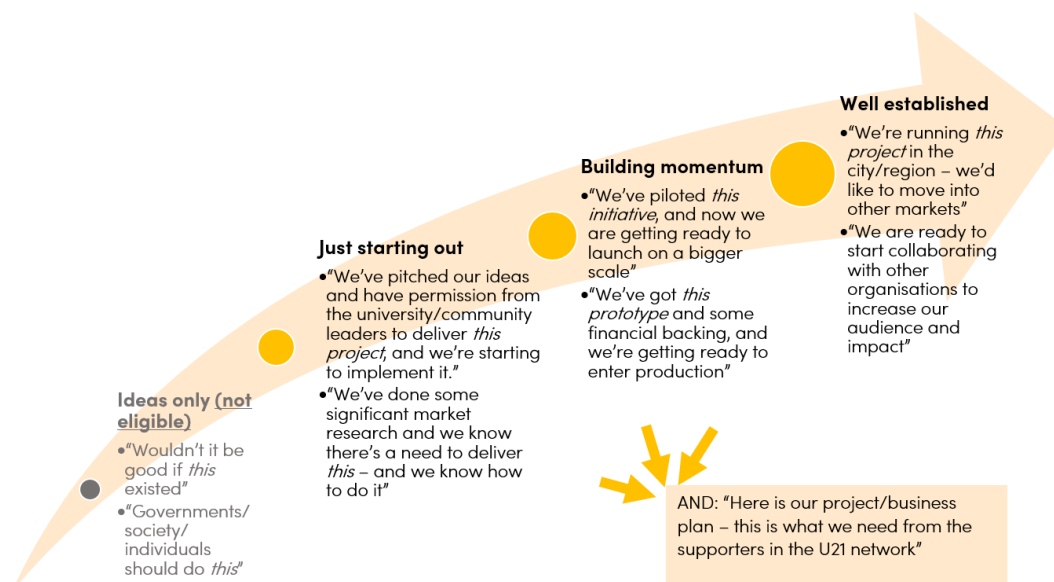 Ideas only (not
eligible)
•“Wouldn’t it be
good if this
existed”
•“Governments/
society/
individuals
should do this”
Just starting out
•“We’ve pitched our ideas
and have permission from
the university/community
leaders to deliver this
project, and we’re starting
to implement it.”
•“We’ve done some
significant market
research and we know
there’s a need to deliver
this – and we know how
to do it”
Building momentum
•“We’ve piloted this
initiative, and now we
are getting ready to
launch on a bigger
scale”
•“We’ve got this
prototype and some
financial backing, and
we’re getting ready to
enter production”
Well established
•“We’re running this
project in the
city/region – we’d
like to move into
other markets”
•“We are ready to
start collaborating
with other
organisations to
increase our
audience and
impact”
AND: “Here is our project/business
plan – this is what we need from the
supporters in the U21 network”